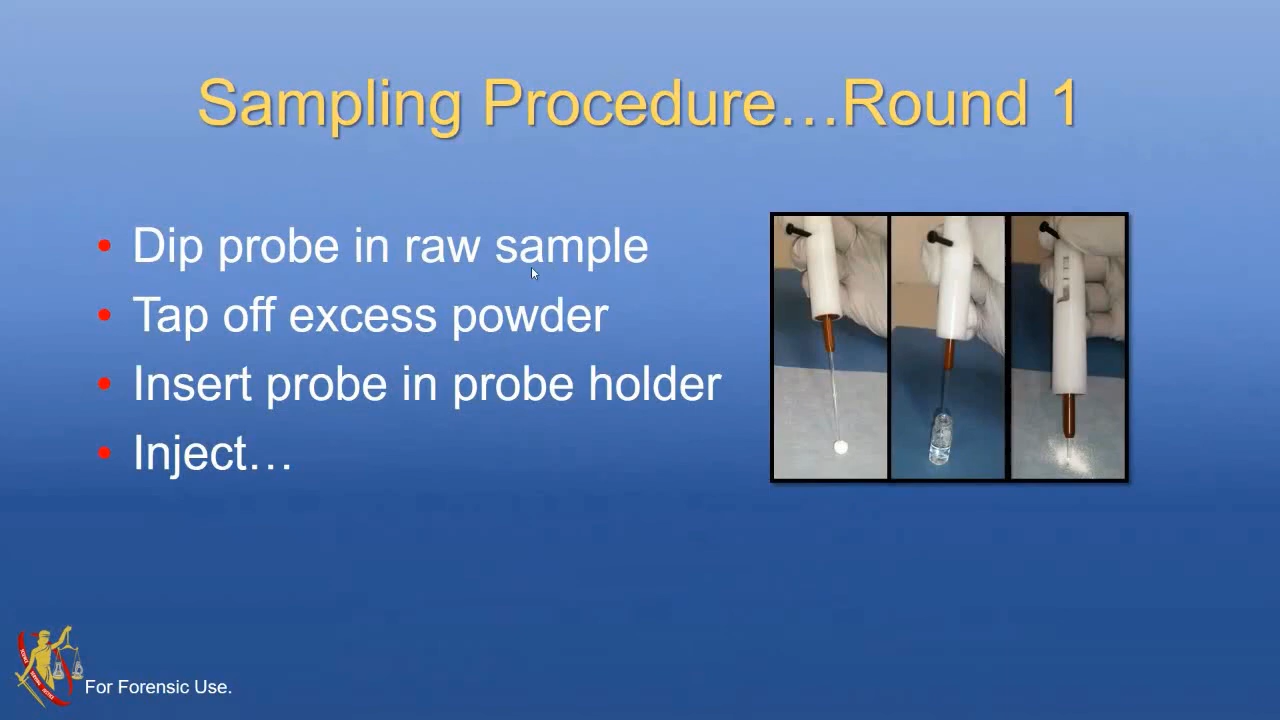 Sampling Procedure…Round 1
• Dip probe in raw sample
• Tap off excess powder
• Insert probe in probe holder
• Inject…
For Forensic Use.